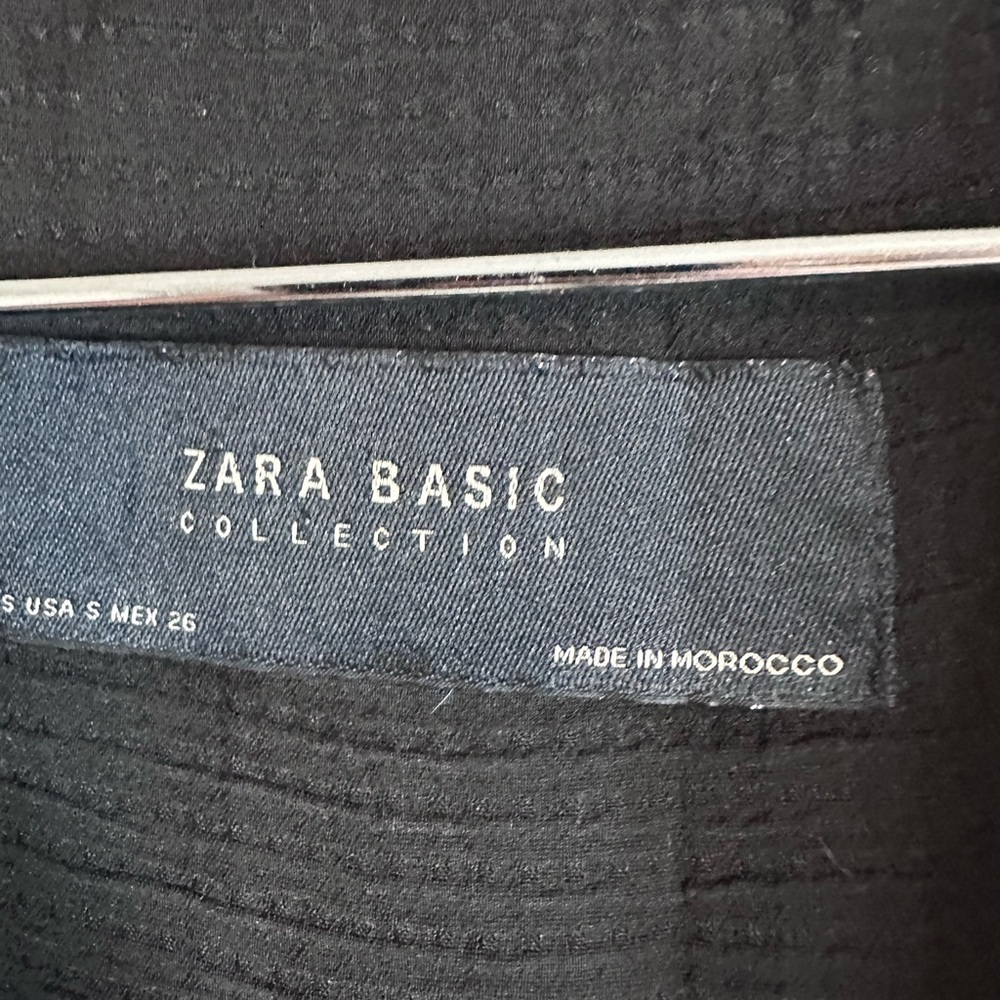 ZARA BASIC
COLLECTION
S USA S MEX 26
MADE IN MOROCCO